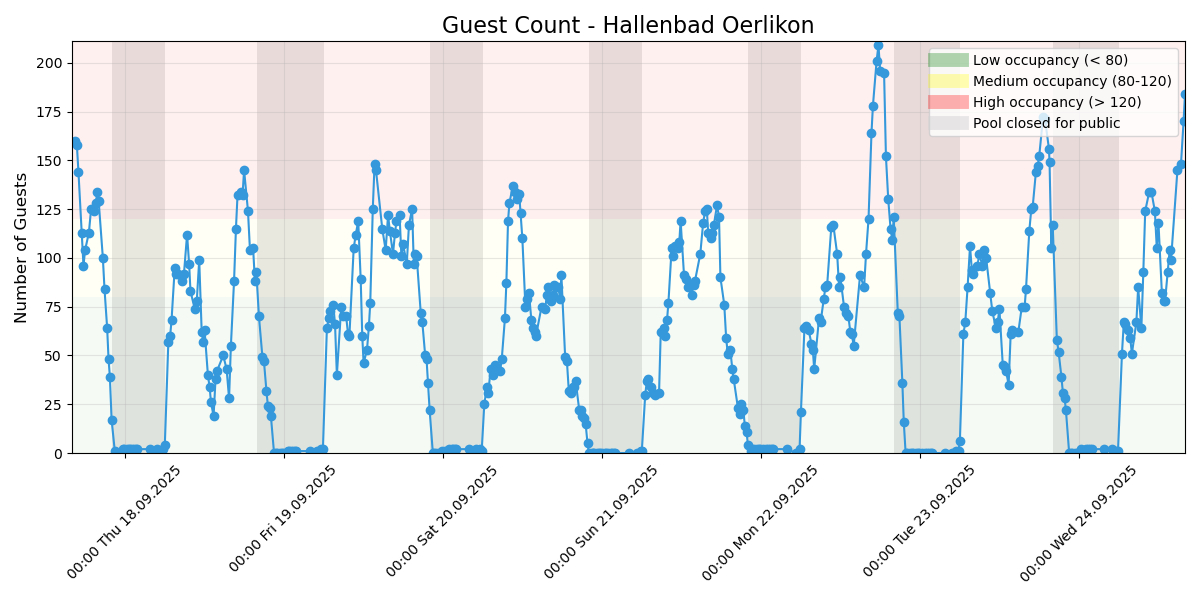 Guest Count - Hallenbad Oerlikon
Number of Guests
200
175
150
125
100
75
50
25
0
Low occupancy (< 80)
Medium occupancy (80-120)
High occupancy (> 120)
Pool closed for public
00:00 Thu 18.09.2025
00:00 Fri 19.09.2025
00:00 Sat 20.09.2025
00:00 Sun 21.09.2025
00:00 Mon 22.09.2025
00:00 Tue 23.09.2025
00:00 Wed 24.09.2025